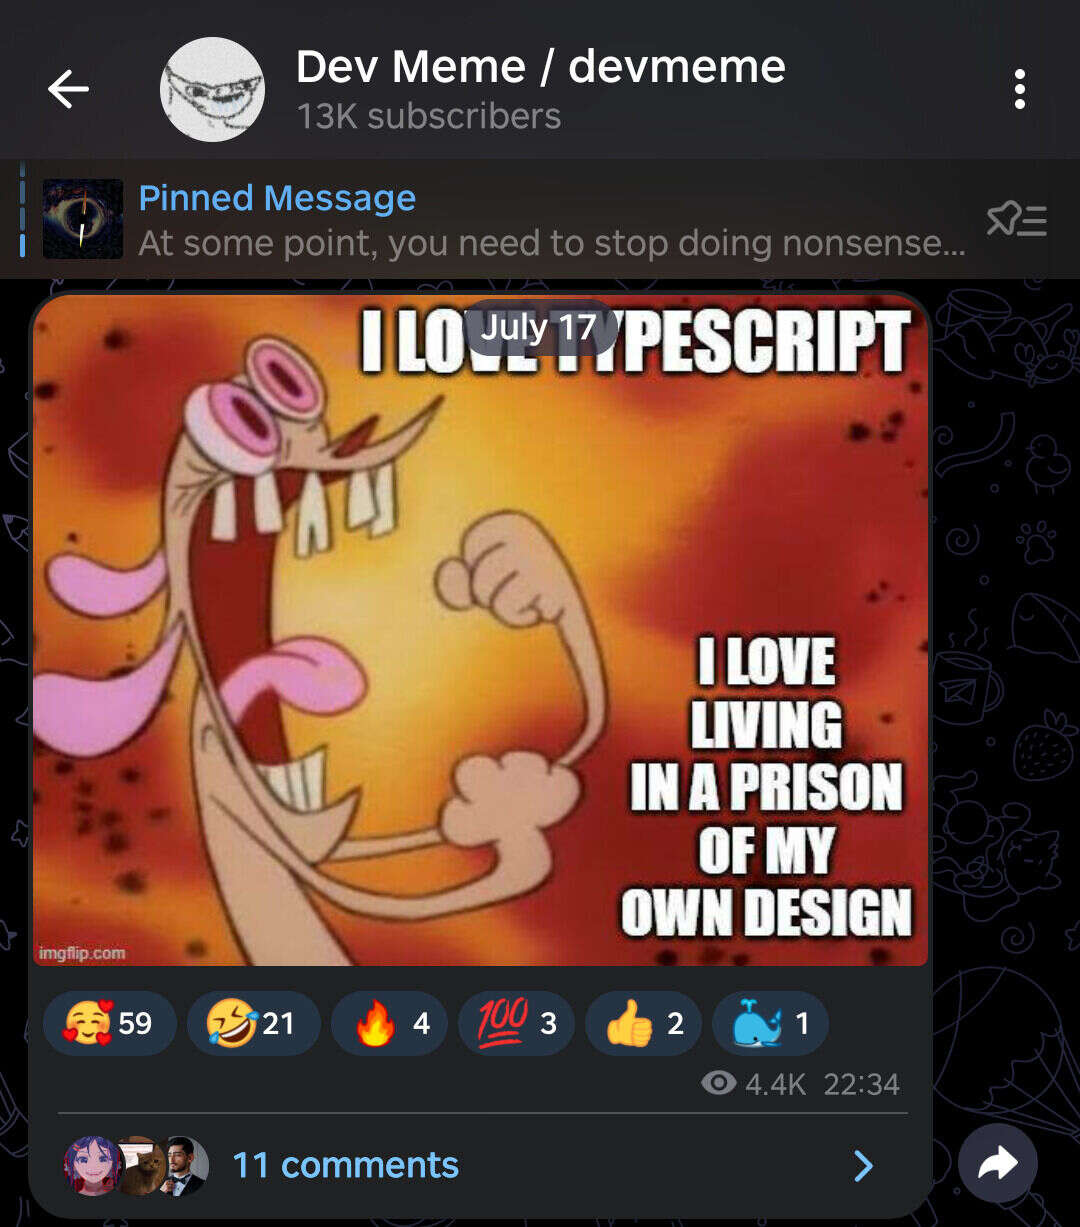 Dev Meme / devmeme
13K subscribers
Pinned Message
At some point, you need to stop doing nonsense...
July 17
I LOVE TYPESCRIPT
I LOVE
LIVING
IN A PRISON
OF MY
OWN DESIGN
imgflip.com
59
21
4
100 3
2
1
4.4K 22:34
11 comments